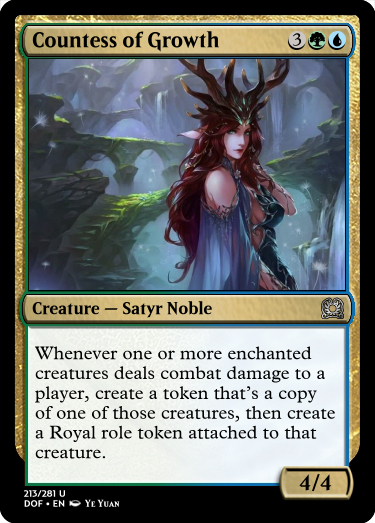 Countess of Growth 3
Creature — Satyr Noble
Whenever one or more enchanted
creatures deals combat damage to a
player, create a token that's a copy
of one of those creatures, then create
a Royal role token attached to that
creature.
4/4
213/281 U
DOF • EN Ye Yuan